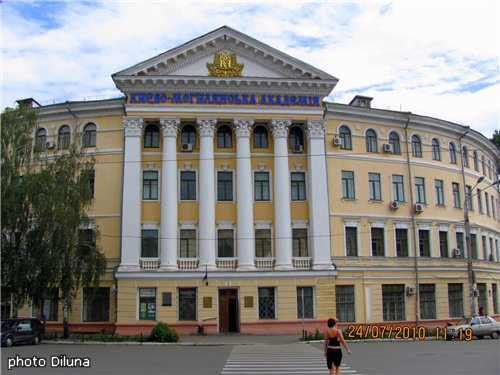 КИЄВО-МОГИЛЯНСЬКА АКАДЕМІЯ
24/07/2010 11:19
photo Diluna